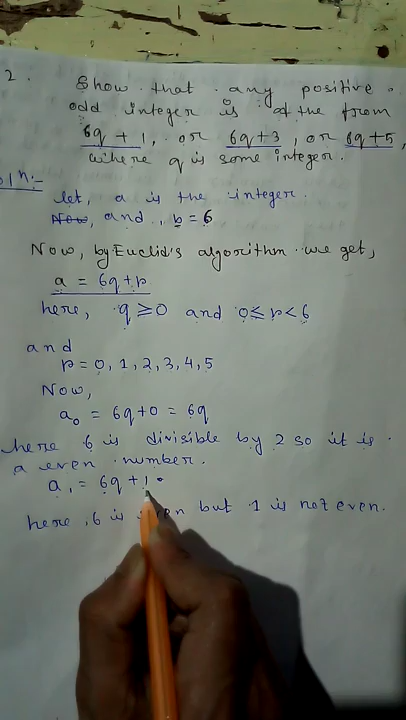 2. Show that any positive
odd integer is of the from
6q + 1, or 6q+3, or 6q+5,
where q is some integer.
let, a is the integer.
Now, and, b = 6
Now, by Euclid's algorithm we get,
a = 6q+r
here, q ≥ 0 and 0 ≤ r < 6
and
r = 0, 1, 2, 3, 4, 5
Now,
a₀ = 6q+0 = 6q
here 6 is divisible by 2 so it is
a even number.
a₁ = 6q + 1
here, 6 is even but 1 is not even.